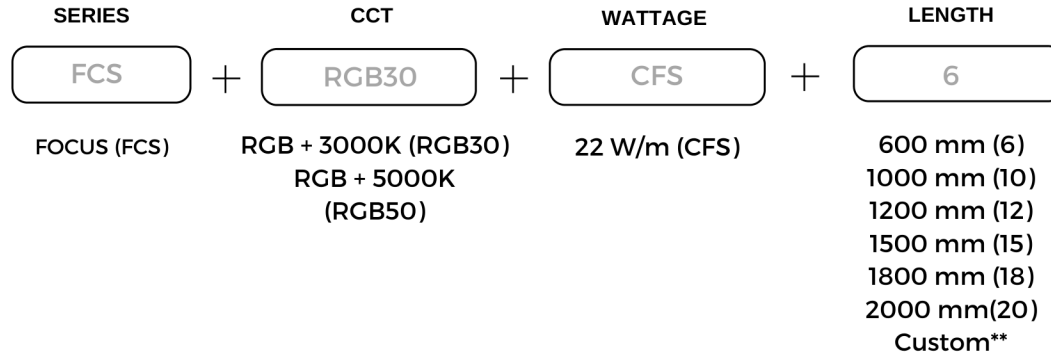 SERIES CCT WATTAGE LENGTH
FCS + RGB30 + CFS + 6
FOCUS (FCS) RGB + 3000K (RGB30) 22 W/m (CFS) 600 mm (6)
RGB + 5000K 1000 mm (10)
(RGB50) 1200 mm (12)
1500 mm (15)
1800 mm (18)
2000 mm(20)
Custom**